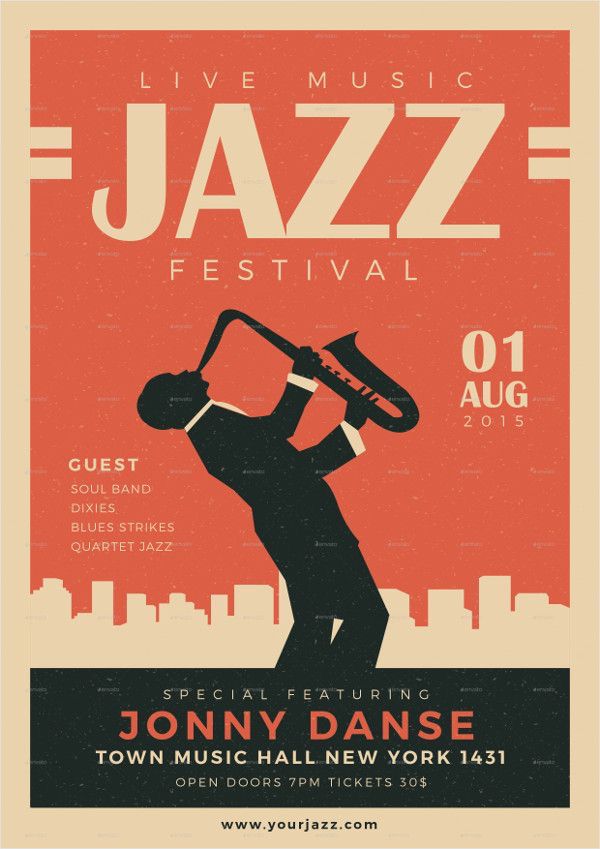 LIVE MUSIC
JAZZ
FESTIVAL
01
AUG
2015
GUEST
SOUL BAND
DIXIES
BLUES STRIKES
QUARTET JAZZ
SPECIAL FEATURING
JONNY DANSE
TOWN MUSIC HALL NEW YORK 1431
OPEN DOORS 7PM TICKETS 30$
www.yourjazz.com